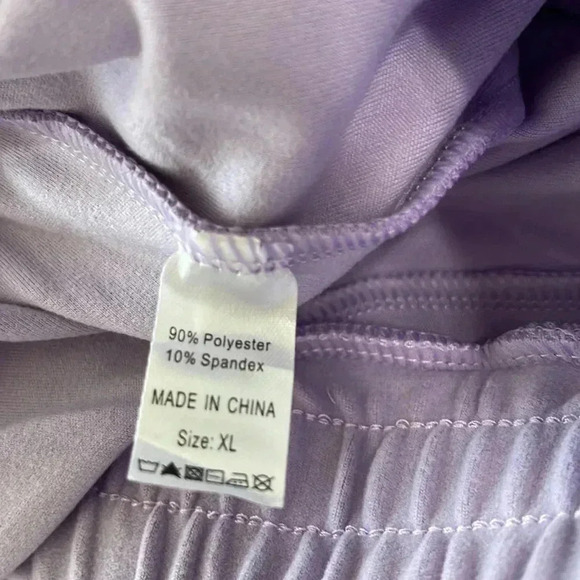 90% Polyester
10% Spandex
MADE IN CHINA
Size: XL